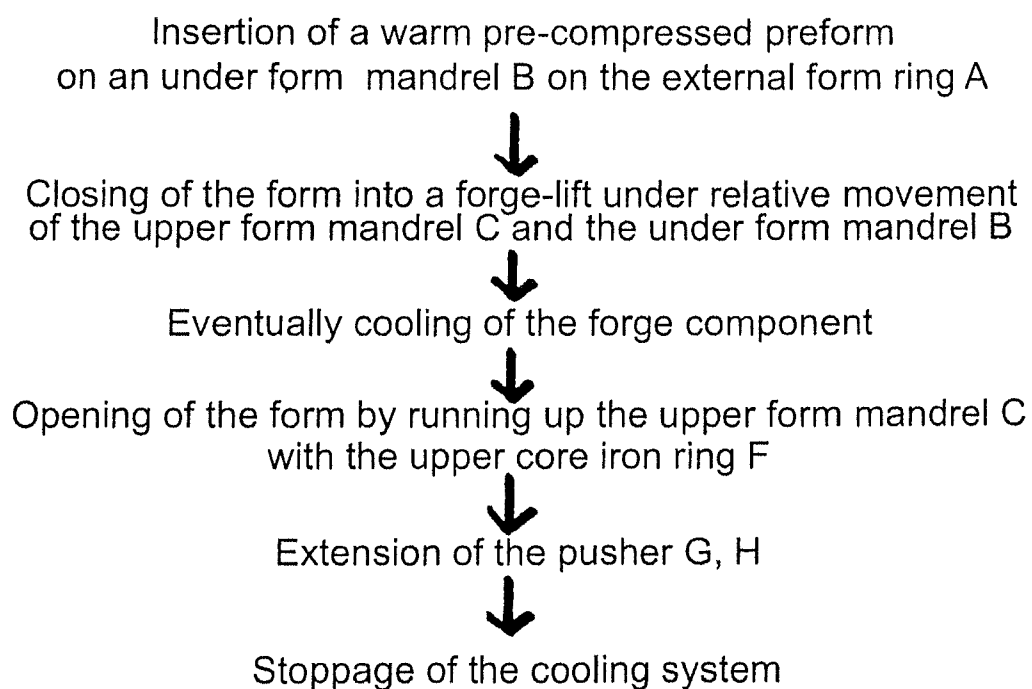 Insertion of a warm pre-compressed preform
on an under form mandrel B on the external form ring A
Closing of the form into a forge-lift under relative movement
of the upper form mandrel C and the under form mandrel B
Eventually cooling of the forge component
Opening of the form by running up the upper form mandrel C
with the upper core iron ring F
Extension of the pusher G, H
Stoppage of the cooling system